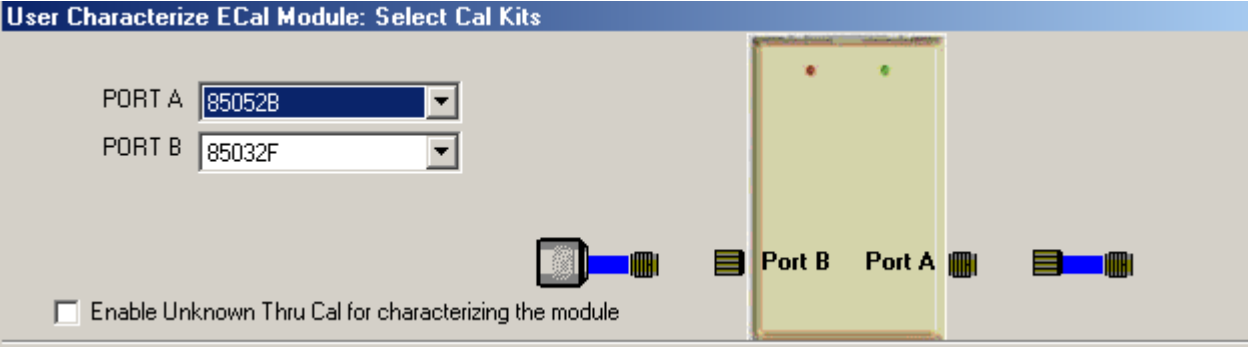 User Characterize ECal Module: Select Cal Kits
PORT A 85052B
PORT B 85032F
Port B Port A
Enable Unknown Thru Cal for characterizing the module